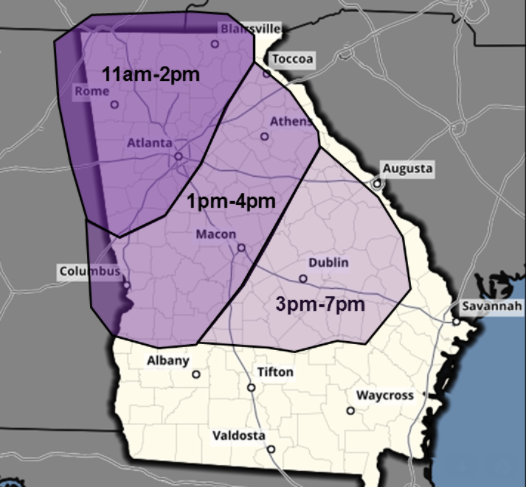 Blairsville
Toccoa
11am-2pm
Rome
Athens
Atlanta
Augusta
1pm-4pm
Macon
Columbus
Dublin
3pm-7pm
Savannah
Albany
Tifton
Waycross
Valdosta